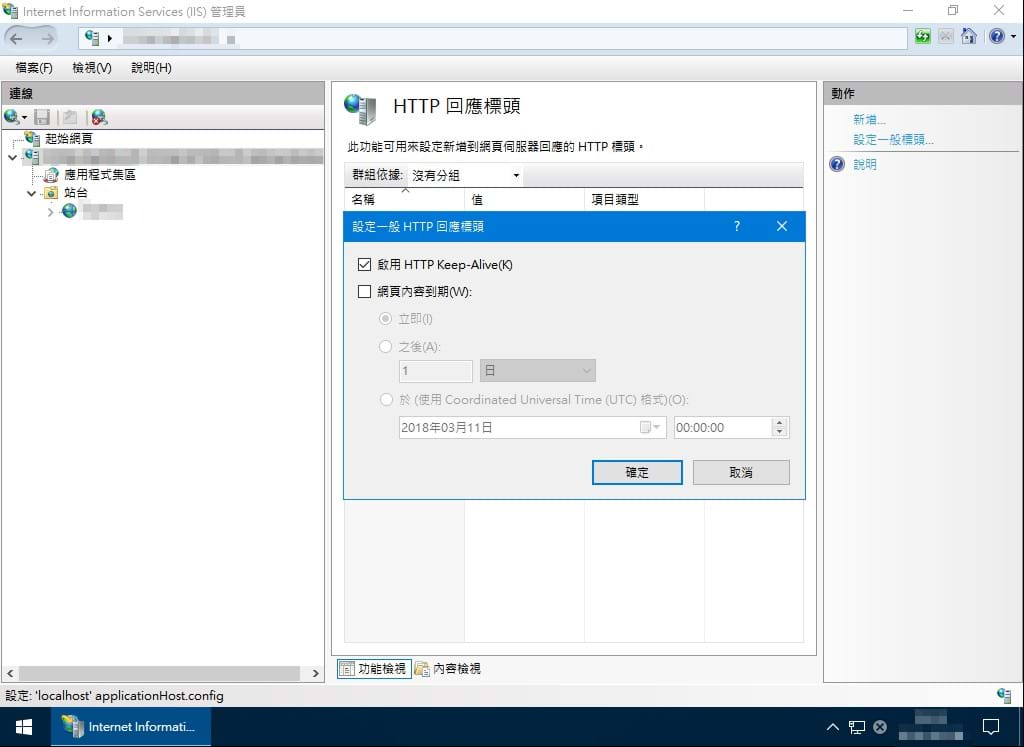 Internet Information Services (IIS) 管理員
檔案(F) 檢視(V) 說明(H)
連線
起始網頁
應用程式集區
站台
HTTP 回應標頭
此功能可用來設定新增到網頁伺服器回應的 HTTP 標頭。
群組依據: 沒有分組
名稱 值 項目類型
設定一般 HTTP 回應標頭 ?
啟用 HTTP Keep-Alive(K)
網頁內容到期(W):
立即(I)
之後(A):
1 日
於 (使用 Coordinated Universal Time (UTC) 格式)(O):
2018年03月11日 00:00:00
確定 取消
功能檢視 內容檢視
動作
新增...
設定一般標頭...
說明
設定: 'localhost' applicationHost.config
Internet Informati...